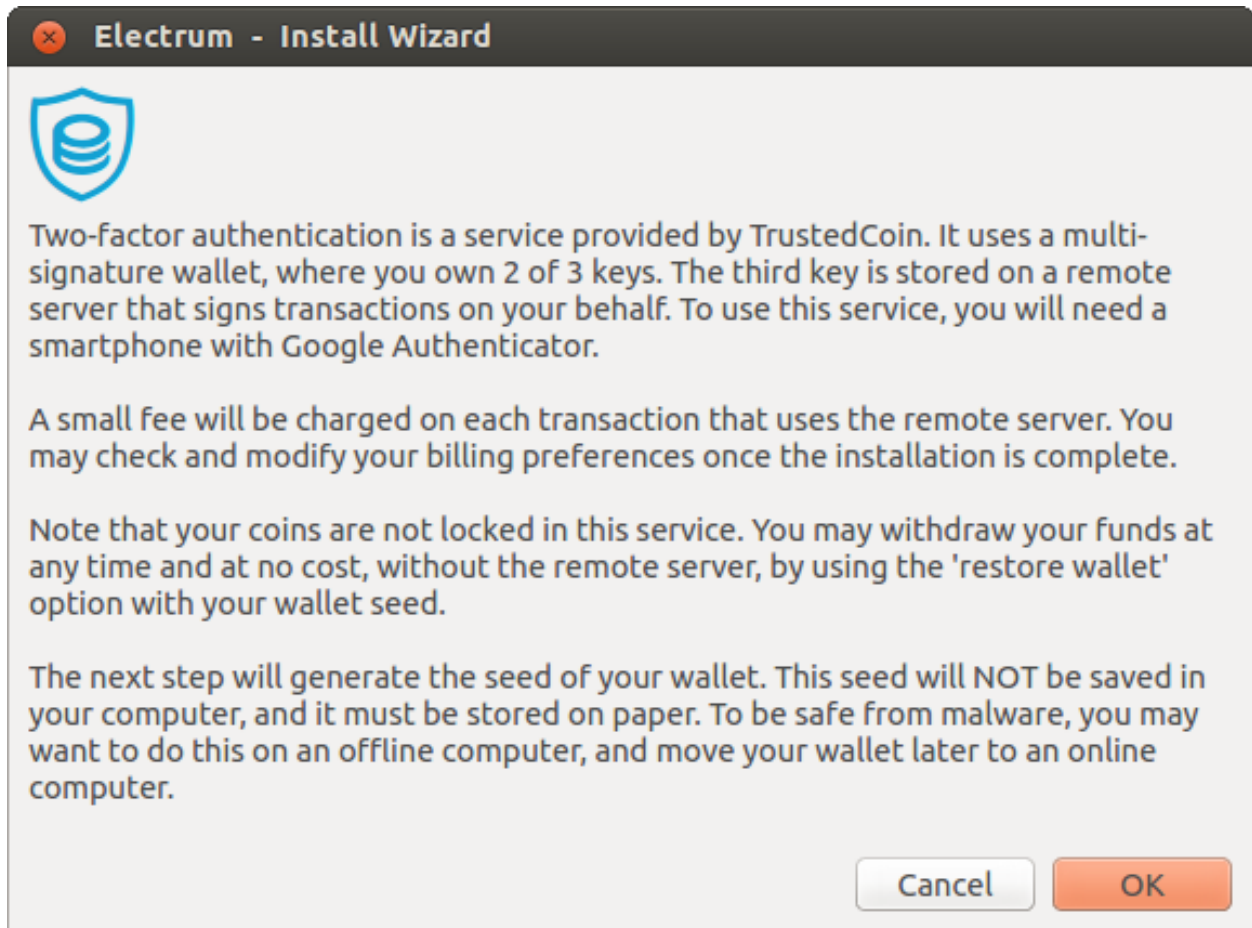 Electrum - Install Wizard
Two-factor authentication is a service provided by TrustedCoin. It uses a multi-
signature wallet, where you own 2 of 3 keys. The third key is stored on a remote
server that signs transactions on your behalf. To use this service, you will need a
smartphone with Google Authenticator.
A small fee will be charged on each transaction that uses the remote server. You
may check and modify your billing preferences once the installation is complete.
Note that your coins are not locked in this service. You may withdraw your funds at
any time and at no cost, without the remote server, by using the 'restore wallet'
option with your wallet seed.
The next step will generate the seed of your wallet. This seed will NOT be saved in
your computer, and it must be stored on paper. To be safe from malware, you may
want to do this on an offline computer, and move your wallet later to an online
computer.
Cancel OK